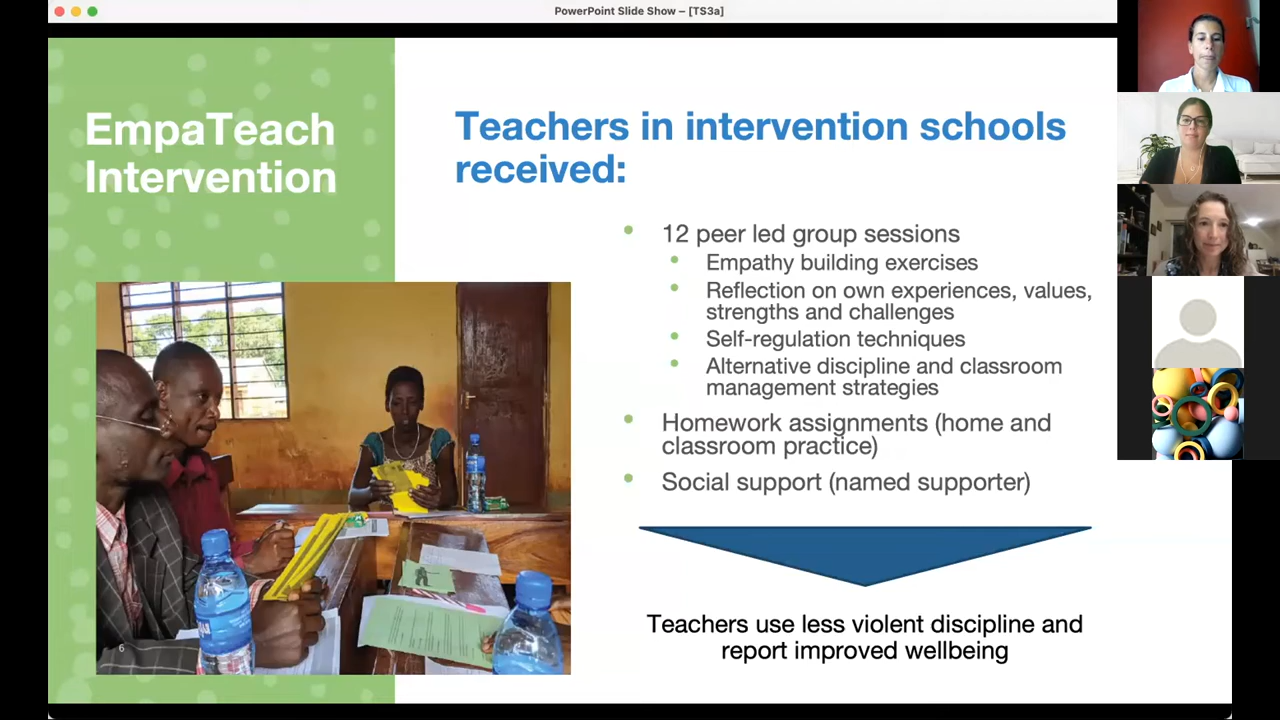 PowerPoint Slide Show – [TS3a]
EmpaTeach
Intervention
Teachers in intervention schools
received:
• 12 peer led group sessions
• Empathy building exercises
• Reflection on own experiences, values,
strengths and challenges
• Self-regulation techniques
• Alternative discipline and classroom
management strategies
• Homework assignments (home and
classroom practice)
• Social support (named supporter)
Teachers use less violent discipline and
report improved wellbeing
6